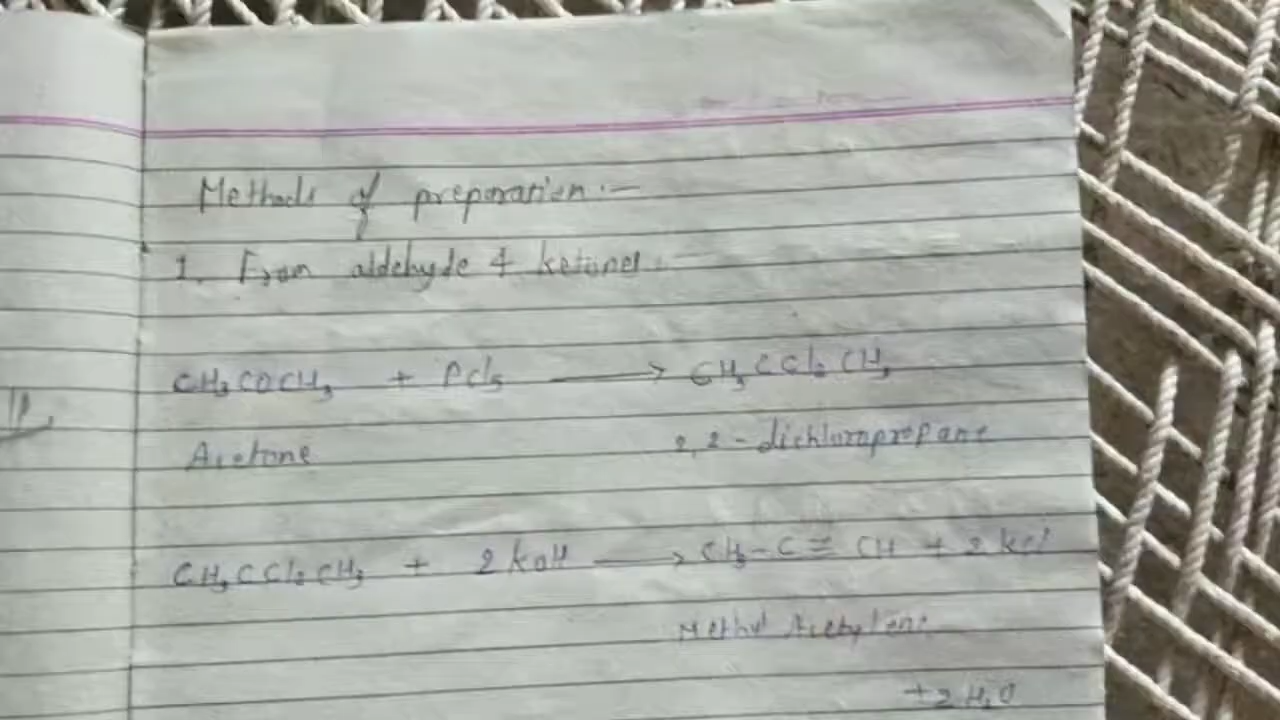 Methods of preparation :-
1. From aldehyde & ketones.
CH₃COCH₃ + PCl₅ ⟶ CH₃CCl₂CH₃
Acetone 2,2-dichloropropane
CH₃CCl₂CH₃ + 2KOH ⟶ CH₃-C≡CH + 2KCl
Methyl Acetylene
+2H₂O